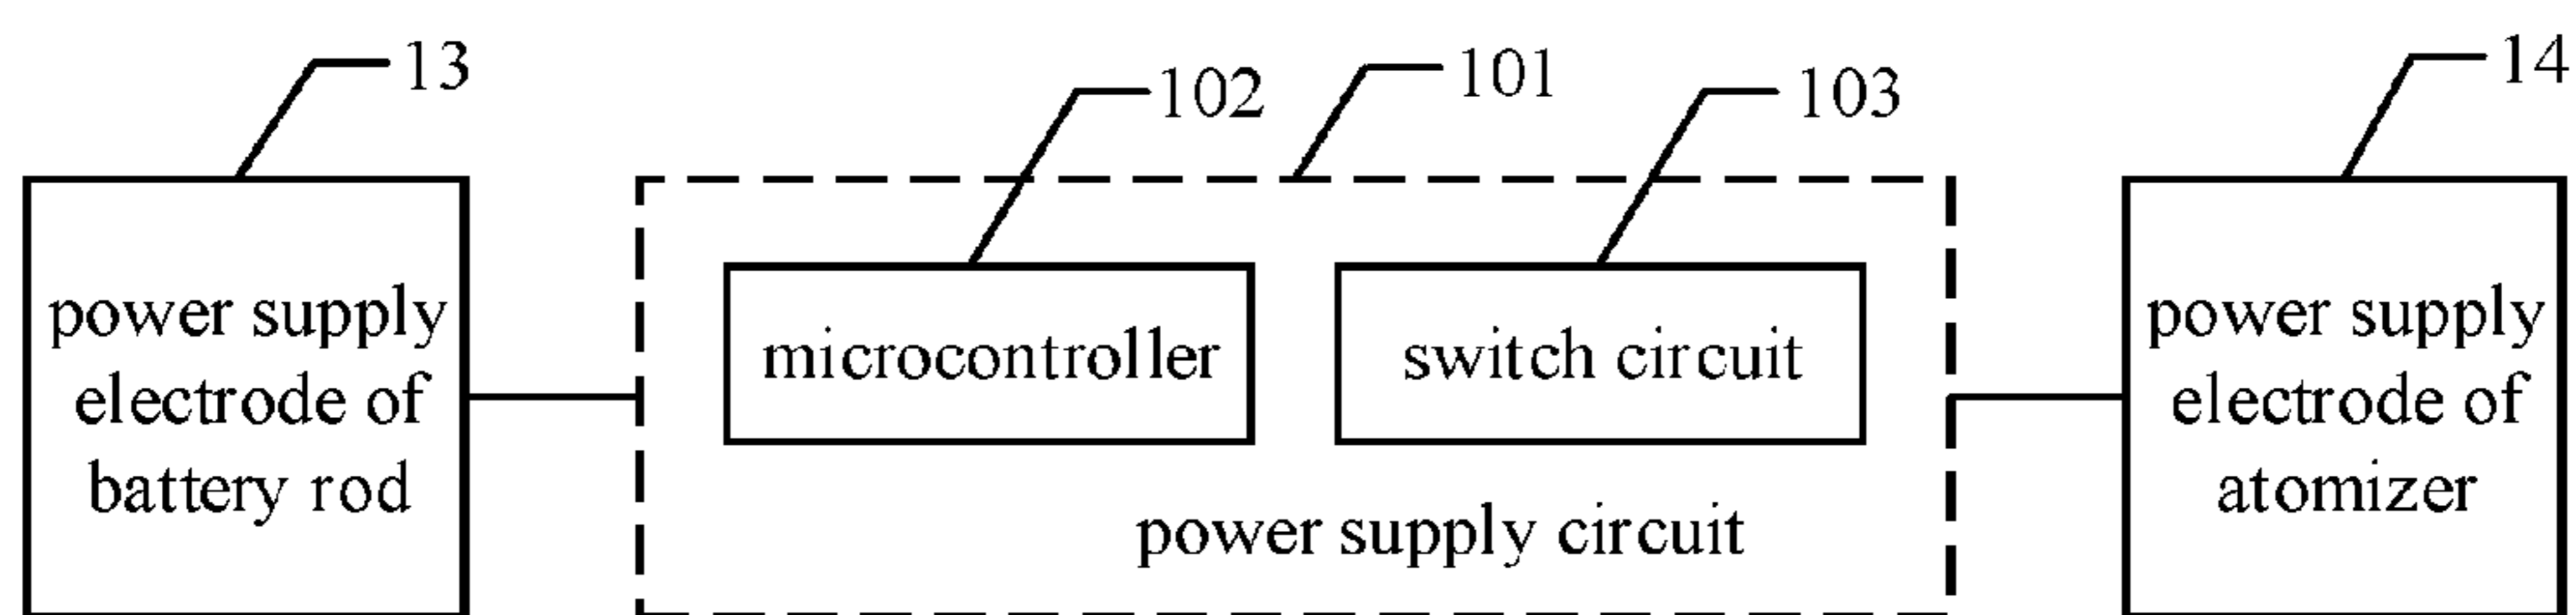 13
102
101
103
14
power supply
electrode of
battery rod
microcontroller
switch circuit
power supply circuit
power supply
electrode of
atomizer